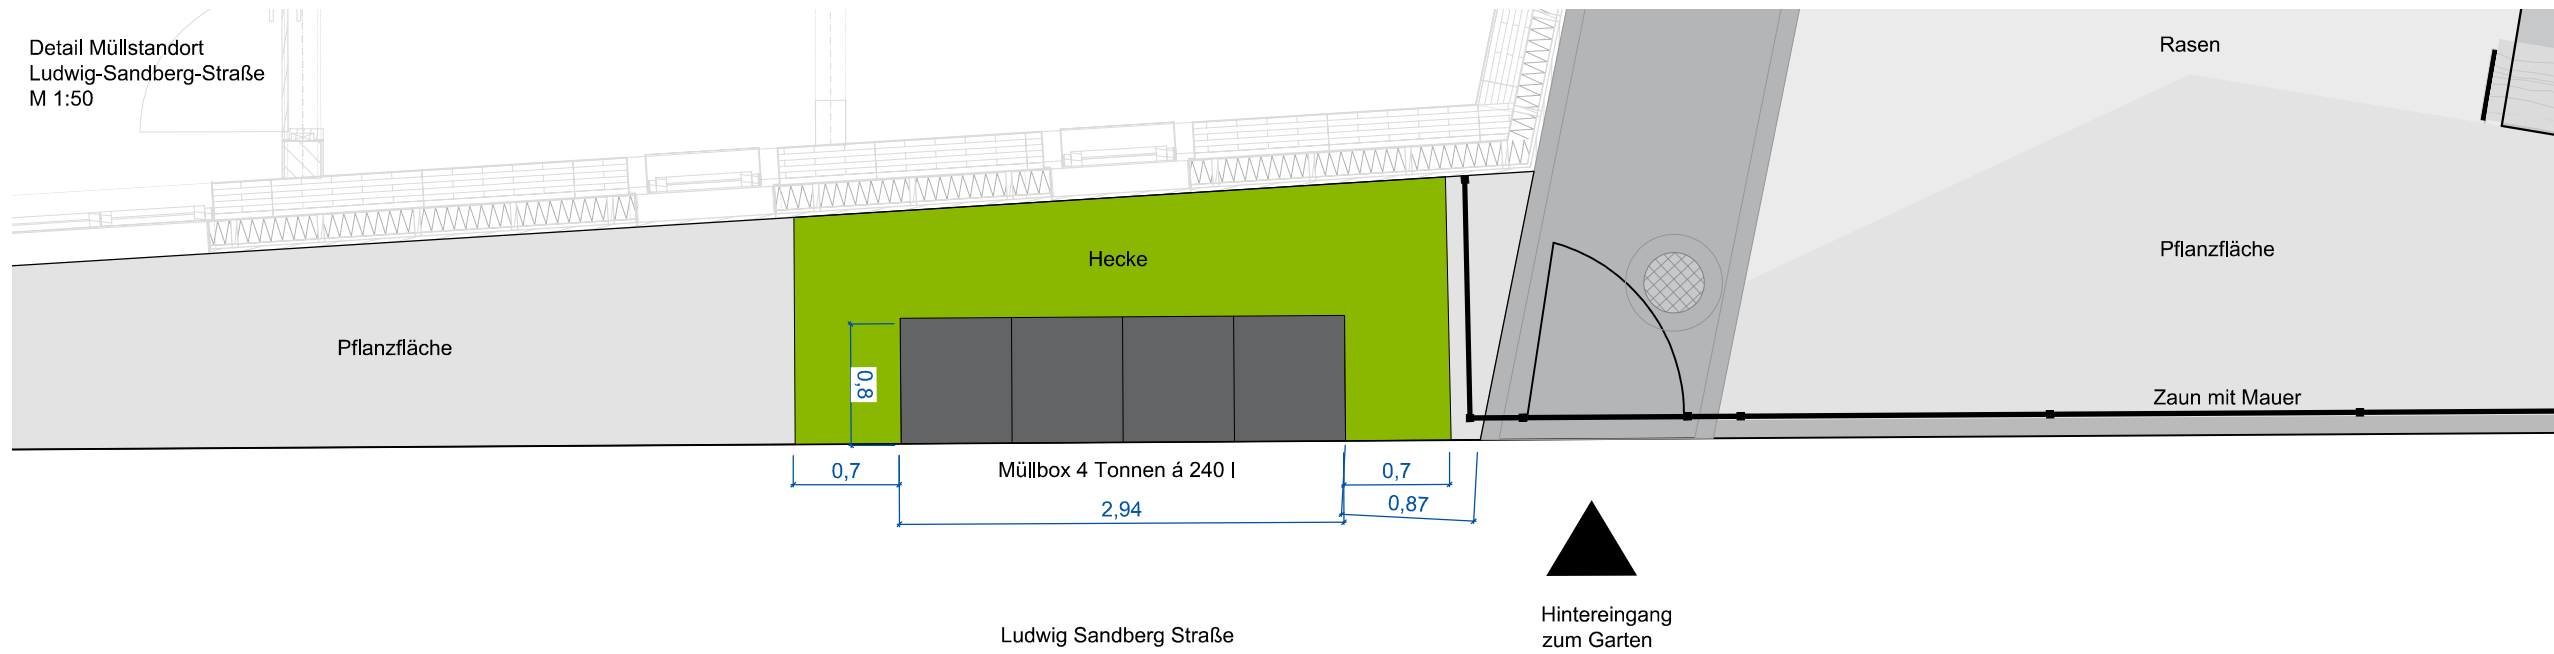 Detail Müllstandort
Ludwig-Sandberg-Straße
M 1:50
Rasen
Pflanzfläche
Hecke
Pflanzfläche
0,8
Zaun mit Mauer
0,7
Müllbox 4 Tonnen á 240 l
0,7
2,94
0,87
Hintereingang
zum Garten
Ludwig Sandberg Straße